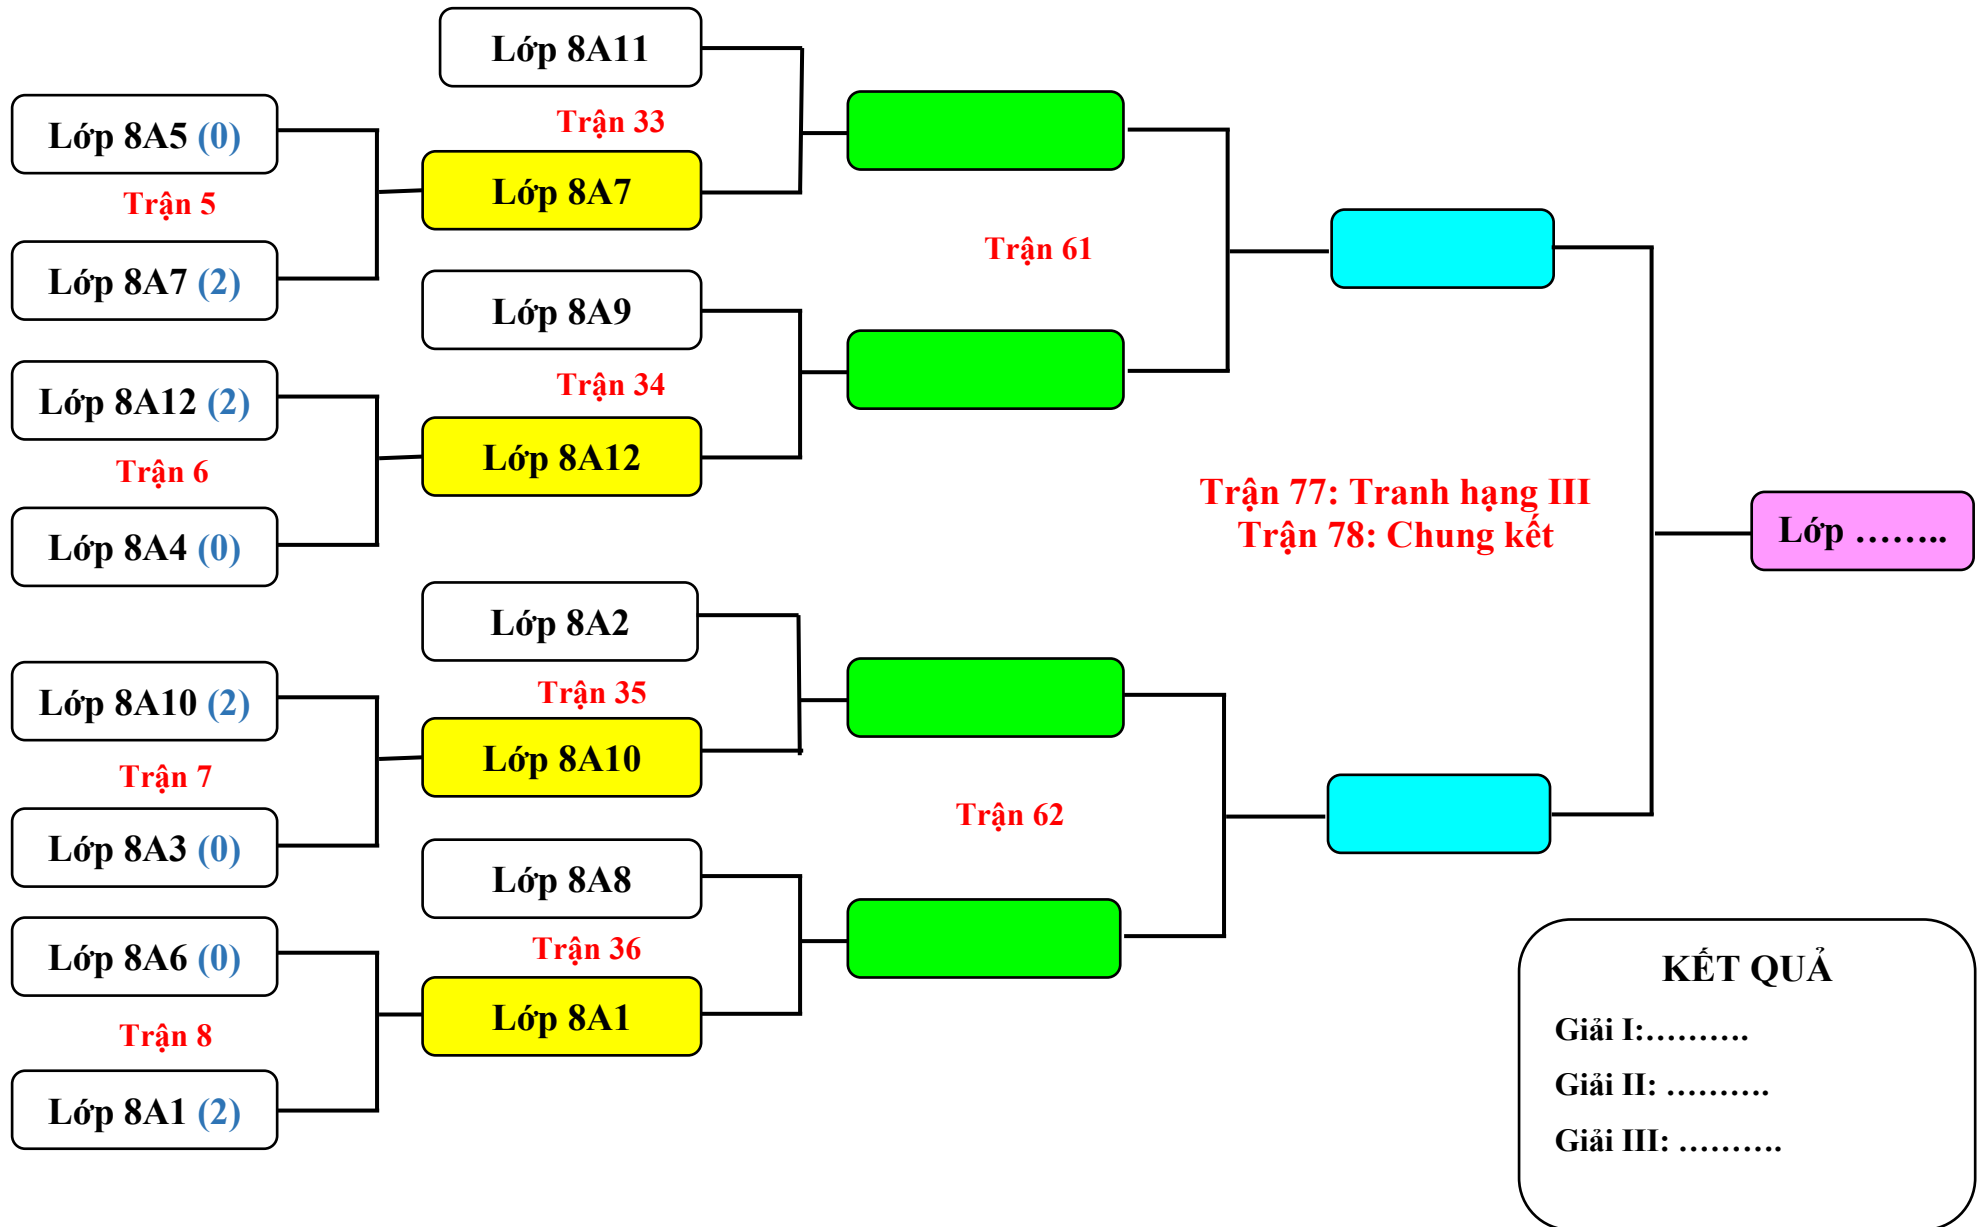 Lớp 8A5 (0)
Trận 5
Lớp 8A7 (2)
Lớp 8A12 (2)
Trận 6
Lớp 8A4 (0)
Lớp 8A10 (2)
Trận 7
Lớp 8A3 (0)
Lớp 8A6 (0)
Trận 8
Lớp 8A1 (2)
Lớp 8A11
Trận 33
Lớp 8A7
Lớp 8A9
Trận 34
Lớp 8A12
Lớp 8A2
Trận 35
Lớp 8A10
Lớp 8A8
Trận 36
Lớp 8A1
Trận 61
Trận 62
Trận 77: Tranh hạng III
Trận 78: Chung kết
Lớp ……..
KẾT QUẢ
Giải I:……….
Giải II: ……….
Giải III: ……….